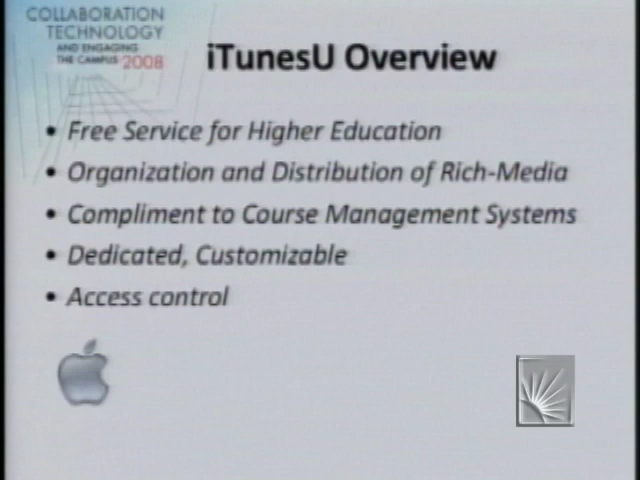 COLLABORATION
TECHNOLOGY
AND ENGAGING
THE CAMPUS 2008
iTunesU Overview
• Free Service for Higher Education
• Organization and Distribution of Rich-Media
• Compliment to Course Management Systems
• Dedicated, Customizable
• Access control